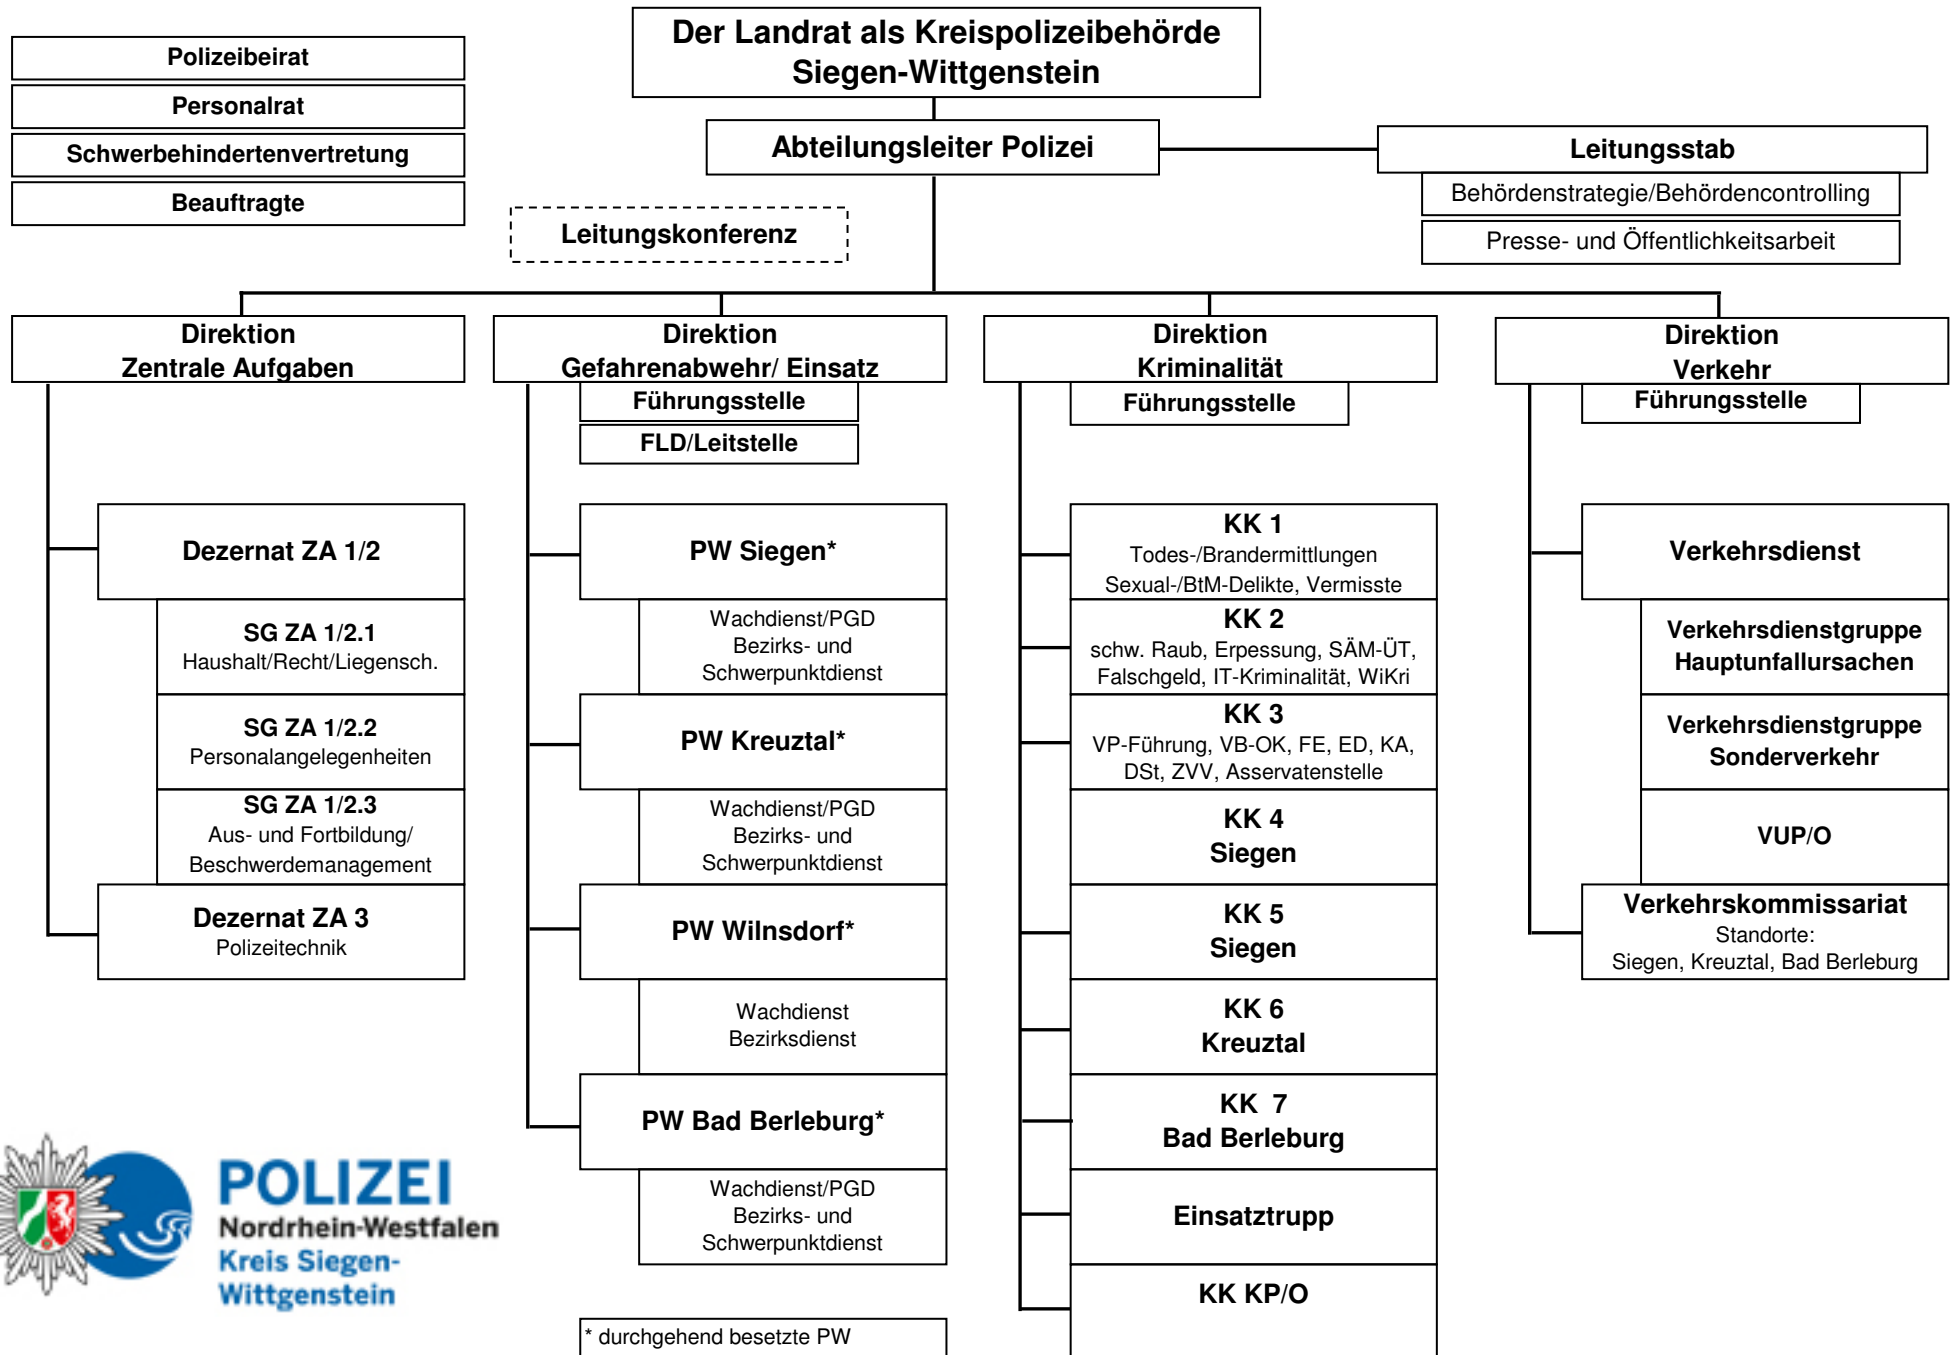 Der Landrat als Kreispolizeibehörde
Siegen-Wittgenstein
Polizeibeirat
Personalrat
Schwerbehindertenvertretung
Beauftragte
Abteilungsleiter Polizei
Leitungsstab
Behördenstrategie/Behördencontrolling
Presse- und Öffentlichkeitsarbeit
Leitungskonferenz
Direktion
Zentrale Aufgaben
Dezernat ZA 1/2
SG ZA 1/2.1
Haushalt/Recht/Liegensch.
SG ZA 1/2.2
Personalangelegenheiten
SG ZA 1/2.3
Aus- und Fortbildung/
Beschwerdemanagement
Dezernat ZA 3
Polizeitechnik
Direktion
Gefahrenabwehr/ Einsatz
Führungsstelle
FLD/Leitstelle
PW Siegen*
Wachdienst/PGD
Bezirks- und
Schwerpunktdienst
PW Kreuztal*
Wachdienst/PGD
Bezirks- und
Schwerpunktdienst
PW Wilnsdorf*
Wachdienst
Bezirksdienst
PW Bad Berleburg*
Wachdienst/PGD
Bezirks- und
Schwerpunktdienst
* durchgehend besetzte PW
Direktion
Kriminalität
Führungsstelle
KK 1
Todes-/Brandermittlungen
Sexual-/BtM-Delikte, Vermisste
KK 2
schw. Raub, Erpessung, SÄM-ÜT,
Falschgeld, IT-Kriminalität, WiKri
KK 3
VP-Führung, VB-OK, FE, ED, KA,
DSt, ZVV, Asservatenstelle
KK 4
Siegen
KK 5
Siegen
KK 6
Kreuztal
KK  7
Bad Berleburg
Einsatztrupp
KK KP/O
Direktion
Verkehr
Führungsstelle
Verkehrsdienst
Verkehrsdienstgruppe
Hauptunfallursachen
Verkehrsdienstgruppe
Sonderverkehr
VUP/O
Verkehrskommissariat
Standorte:
Siegen, Kreuztal, Bad Berleburg
POLIZEI
Nordrhein-Westfalen
Kreis Siegen-
Wittgenstein